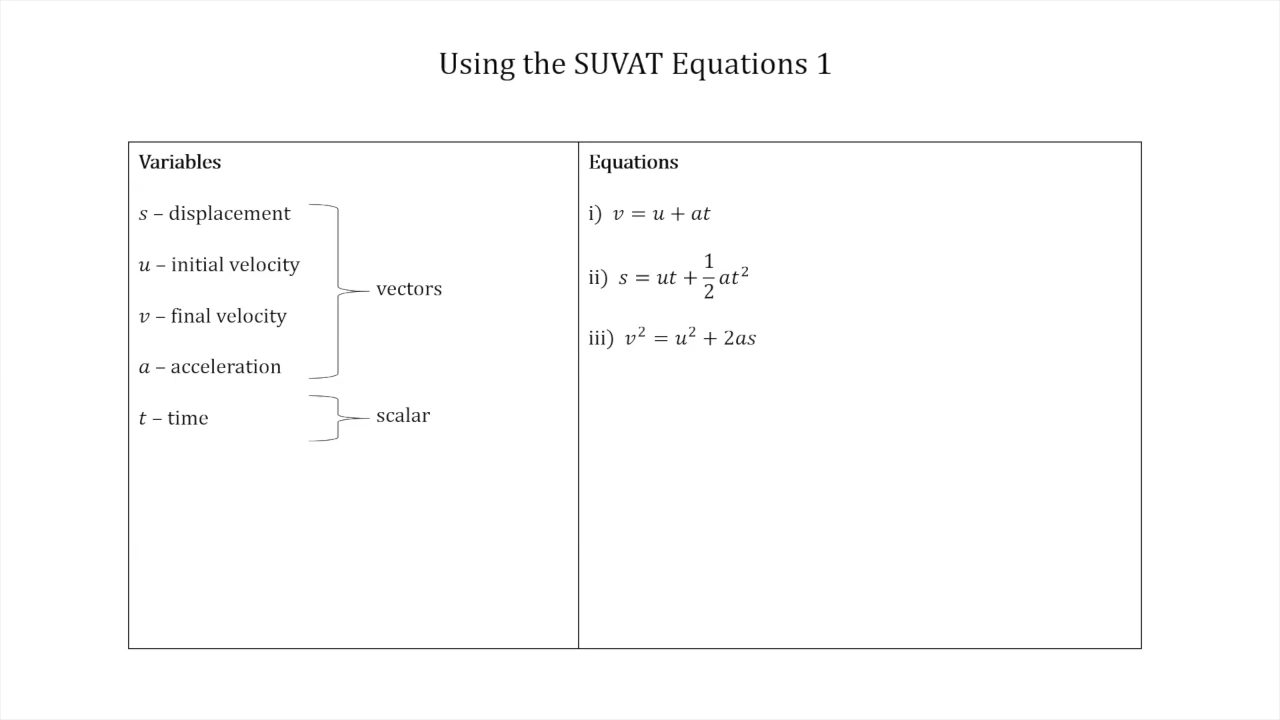 Using the SUVAT Equations 1
Variables
s – displacement
u – initial velocity
v – final velocity
a – acceleration
vectors
t – time
scalar
Equations
i) v = u + at
ii) s = ut + 1/2 at²
iii) v² = u² + 2as